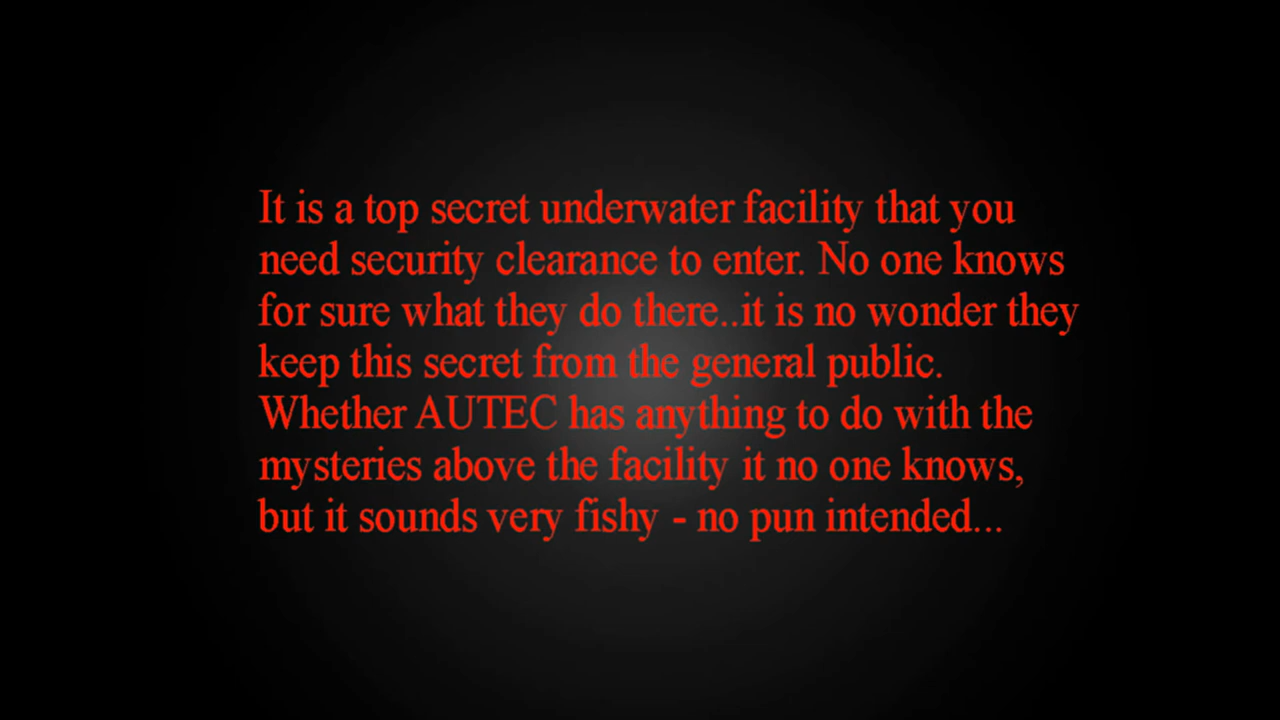 It is a top secret underwater facility that you
need security clearance to enter. No one knows
for sure what they do there..it is no wonder they
keep this secret from the general public.
Whether AUTEC has anything to do with the
mysteries above the facility it no one knows,
but it sounds very fishy - no pun intended...